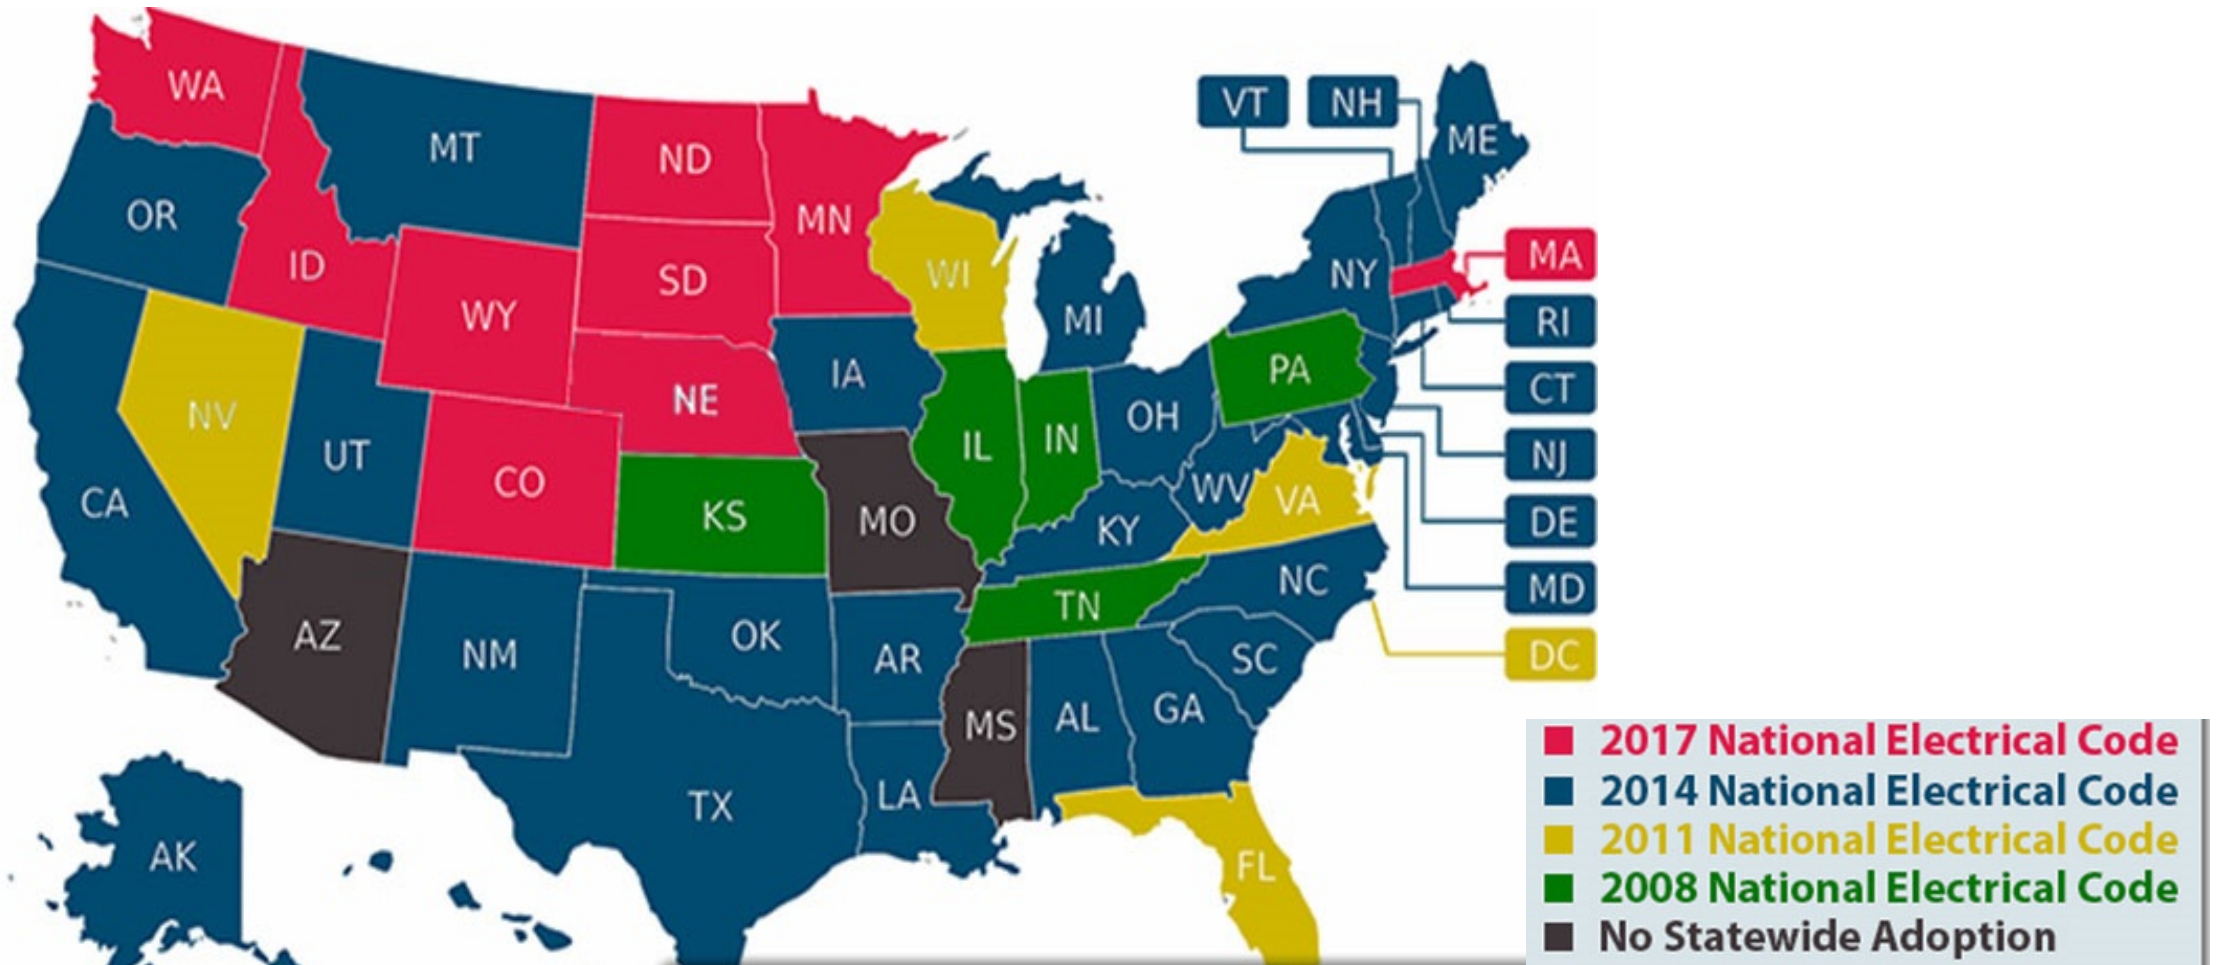 WA
VT
NH
MT
ME
ND
OR
MN
MA
ID
SD
WI
NY
WY
MI
RI
IA
PA
CT
NE
NV
OH
UT
IL
IN
NJ
CO
WV
VA
CA
KS
MO
KY
DE
NC
MD
AZ
TN
OK
NM
AR
SC
DC
MS
AL
GA
TX
LA
AK
FL
2017 National Electrical Code
2014 National Electrical Code
2011 National Electrical Code
2008 National Electrical Code
No Statewide Adoption